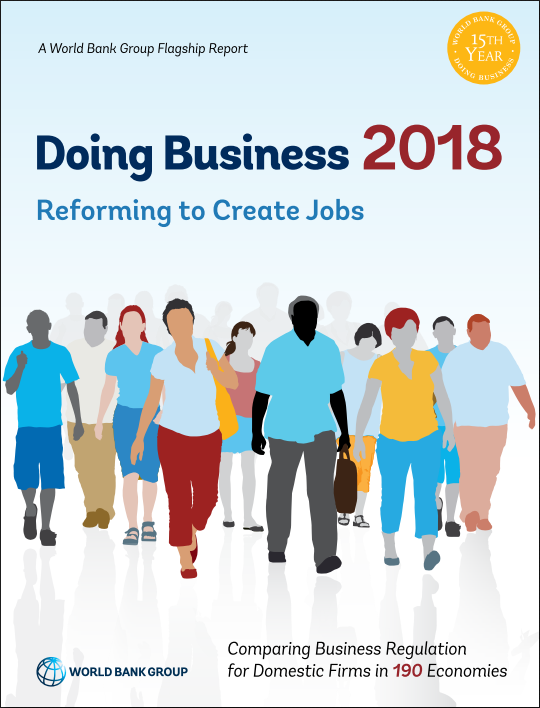 A World Bank Group Flagship Report
WORLD BANK GROUP
15TH
YEAR
DOING BUSINESS
Doing Business 2018
Reforming to Create Jobs
Comparing Business Regulation
for Domestic Firms in 190 Economies
WORLD BANK GROUP